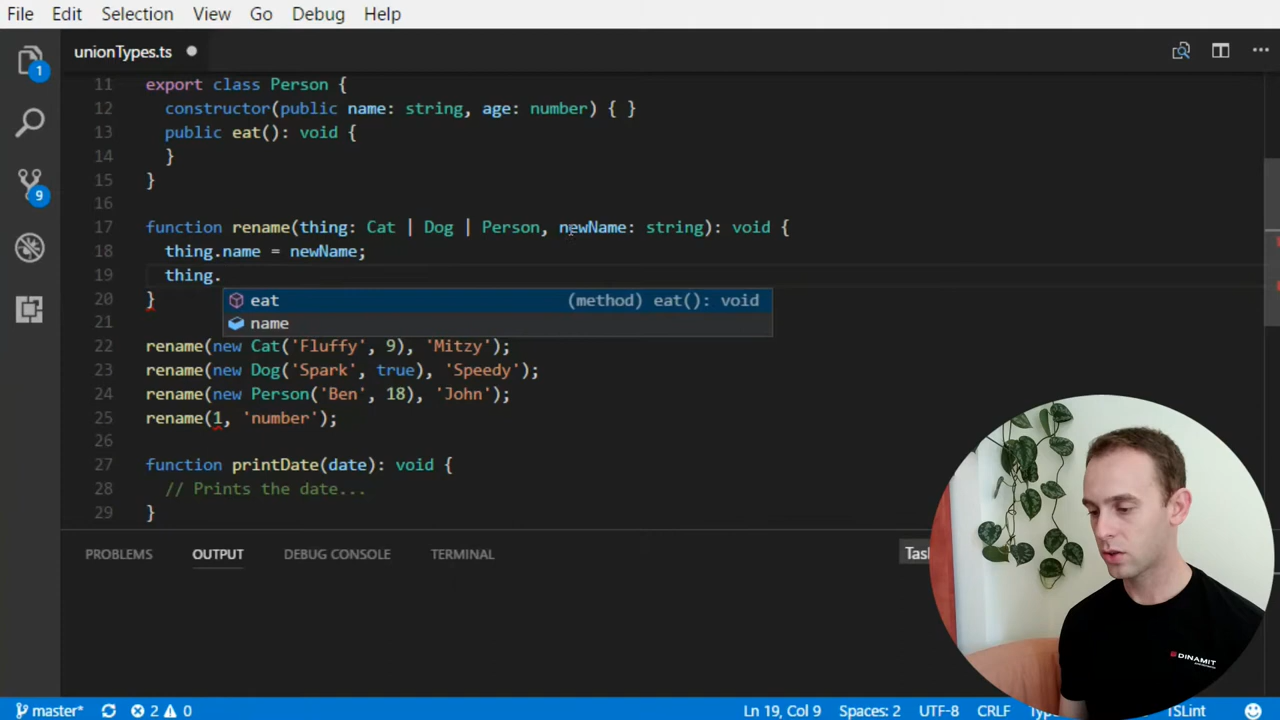 File Edit Selection View Go Debug Help
unionTypes.ts
1
9
11 export class Person {
12 constructor(public name: string, age: number) { }
13 public eat(): void {
14 }
15 }
16
17 function rename(thing: Cat | Dog | Person, newName: string): void {
18 thing.name = newName;
19 thing.
eat (method) eat(): void
name
20 }
21
22 rename(new Cat('Fluffy', 9), 'Mitzy');
23 rename(new Dog('Spark', true), 'Speedy');
24 rename(new Person('Ben', 18), 'John');
25 rename(1, 'number');
26
27 function printDate(date): void {
28 // Prints the date...
29 }
PROBLEMS OUTPUT DEBUG CONSOLE TERMINAL Task
DINAMIT
master* 2 0 Ln 19, Col 9 Spaces: 2 UTF-8 CRLF TSLint